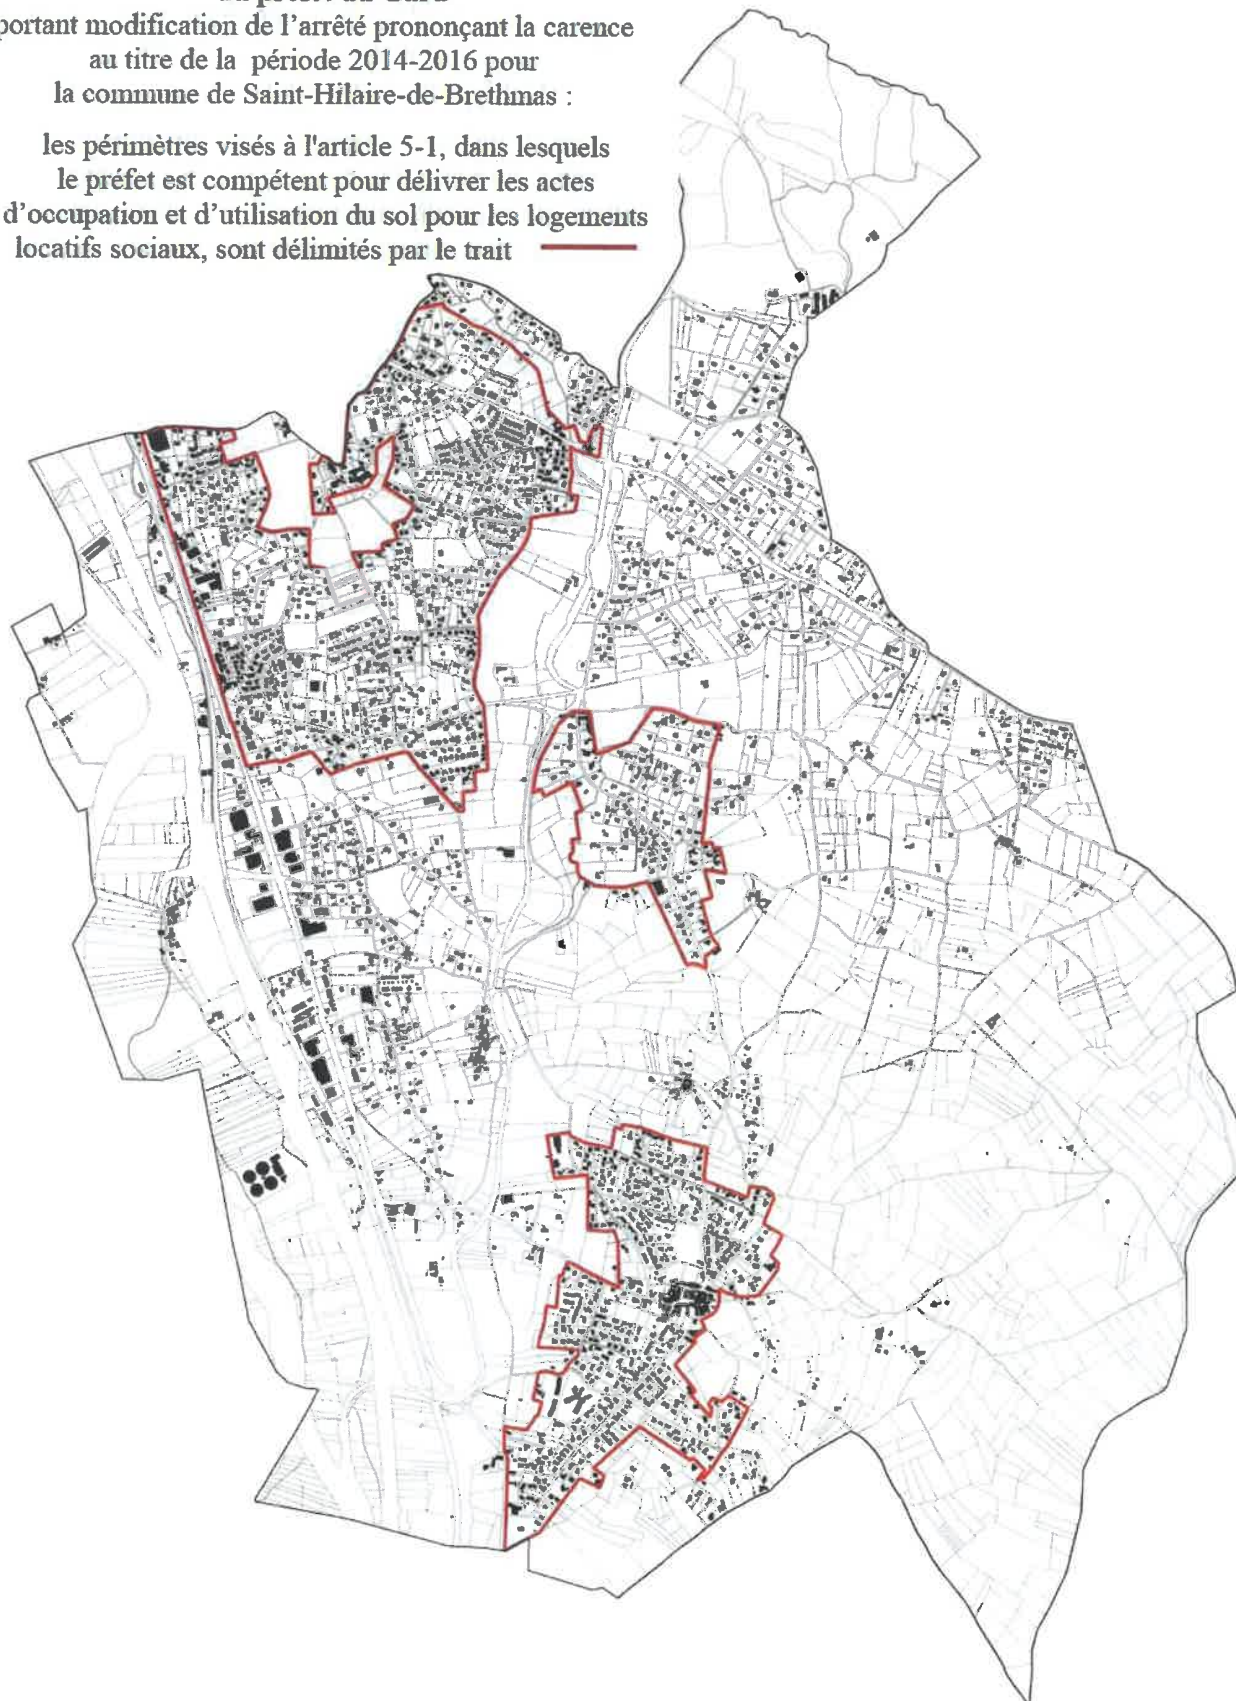 portant modification de l'arrêté prononçant la carence
au titre de la période 2014-2016 pour
la commune de Saint-Hilaire-de-Brethmas :
les périmètres visés à l'article 5-1, dans lesquels
le préfet est compétent pour délivrer les actes
d'occupation et d'utilisation du sol pour les logements
locatifs sociaux, sont délimités par le trait